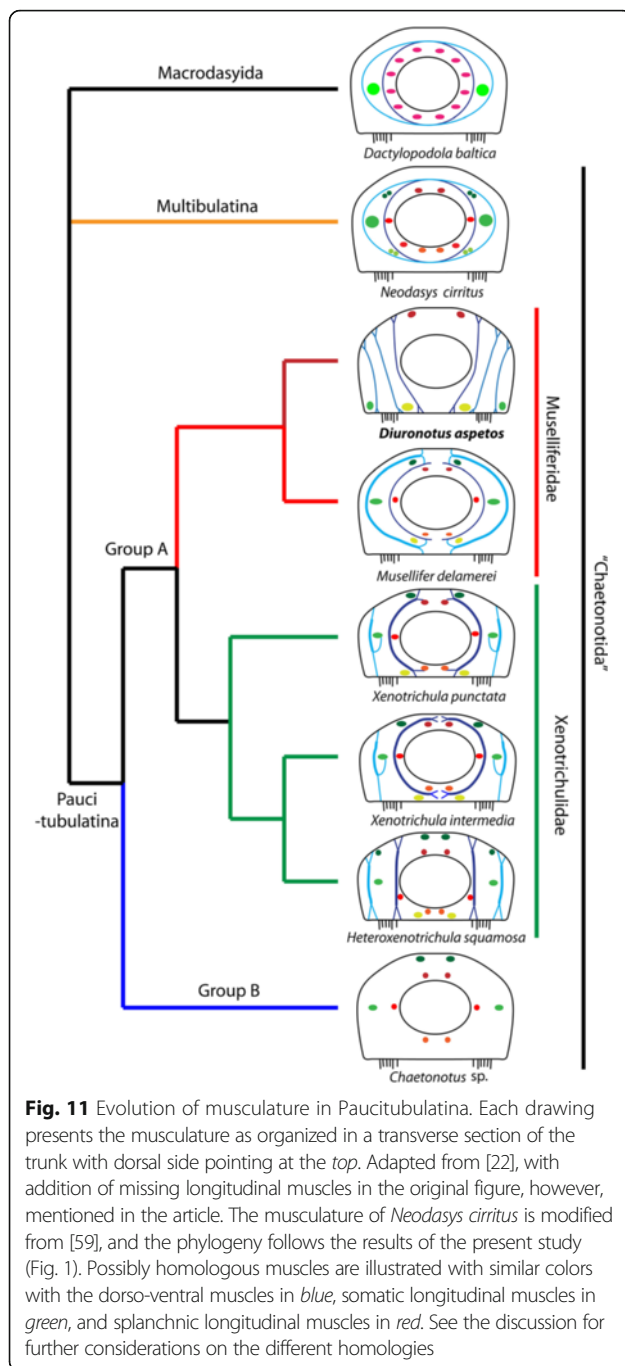 Macrodasyida
Dactylopodola baltica
Multibulatina
Neodasys cirritus
Diuronotus aspetos
Musellifer delamerei
Muselliferidae
Group A
Xenotrichula punctata
Xenotrichula intermedia
Heteroxenotrichula squamosa
Xenotrichulidae
"Chaetonotida"
Pauci
-tubulatina
Group B
Chaetonotus sp.
Fig. 11 Evolution of musculature in Paucitubulatina. Each drawing
presents the musculature as organized in a transverse section of the
trunk with dorsal side pointing at the top. Adapted from [22], with
addition of missing longitudinal muscles in the original figure, however,
mentioned in the article. The musculature of Neodasys cirritus is modified
from [59], and the phylogeny follows the results of the present study
(Fig. 1). Possibly homologous muscles are illustrated with similar colors
with the dorso-ventral muscles in blue, somatic longitudinal muscles in
green, and splanchnic longitudinal muscles in red. See the discussion for
further considerations on the different homologies